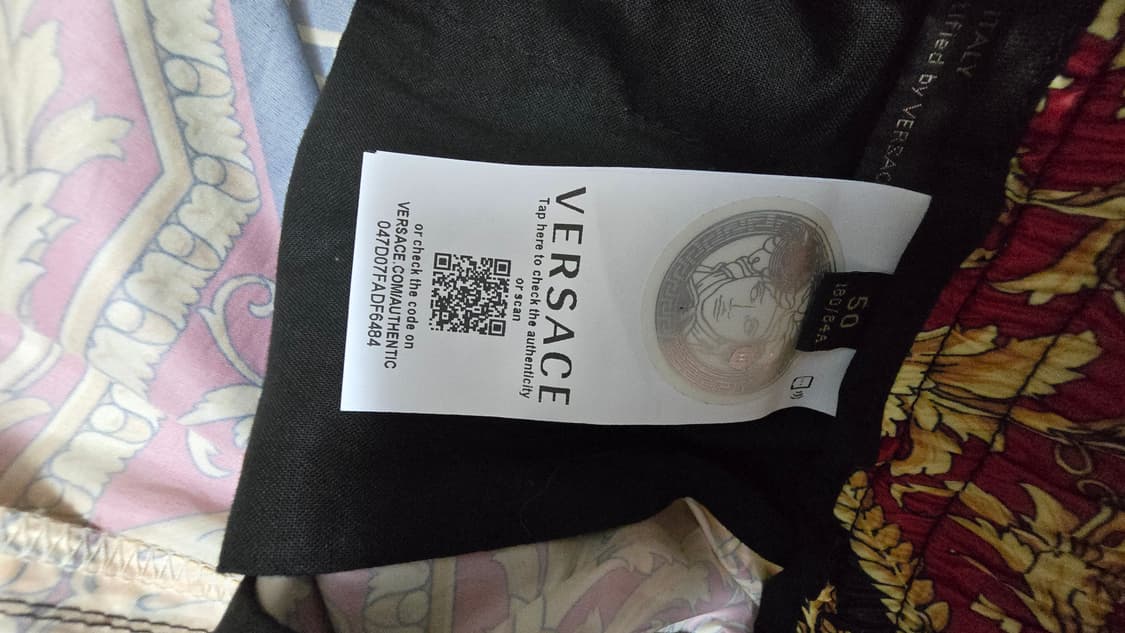 ITALY
by VERSAC
50
180/84A
VERSACE
Tap here to check the authenticity
or scan
or check the code on
VERSACE.COM/AUTHENTIC
047D07FADF6484